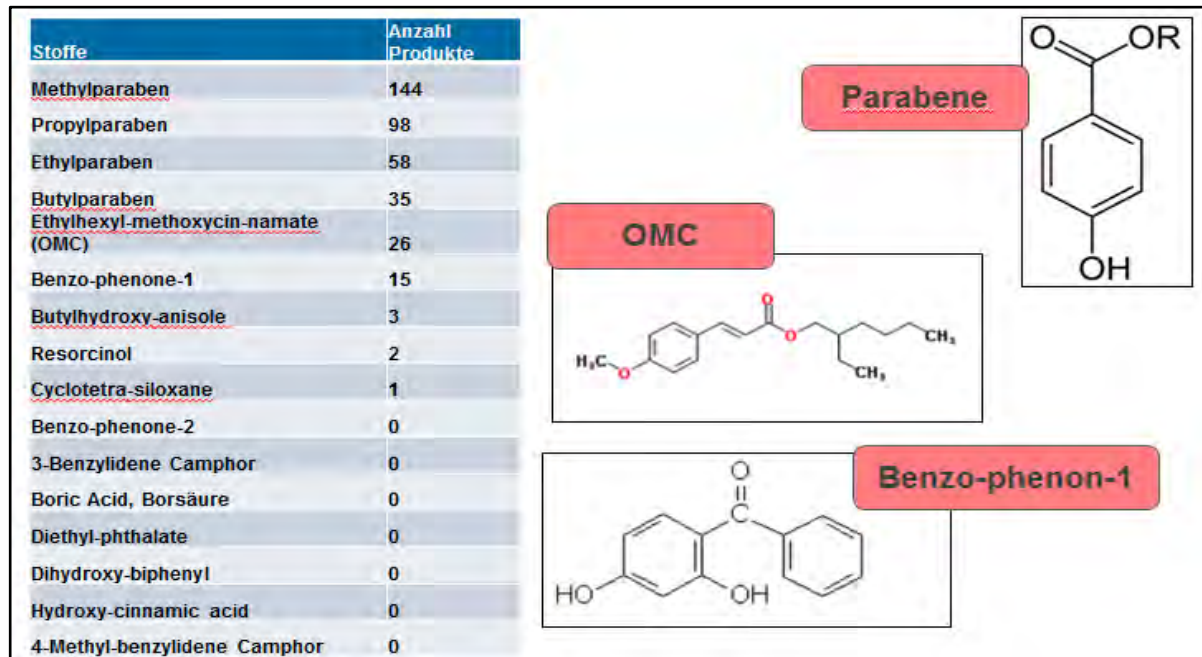 Stoffe Anzahl Produkte
Methylparaben 144
Propylparaben 98
Ethylparaben 58
Butylparaben 35
Ethylhexyl-methoxycin-namate
(OMC) 26
Benzo-phenone-1 15
Butylhydroxy-anisole 3
Resorcinol 2
Cyclotetra-siloxane 1
Benzo-phenone-2 0
3-Benzylidene Camphor 0
Boric Acid, Borsäure 0
Diethyl-phthalate 0
Dihydroxy-biphenyl 0
Hydroxy-cinnamic acid 0
4-Methyl-benzylidene Camphor 0
Parabene
O OR
OH
OMC
O
O
H₃C O
CH₃
CH₃
Benzo-phenon-1
O
C
HO OH